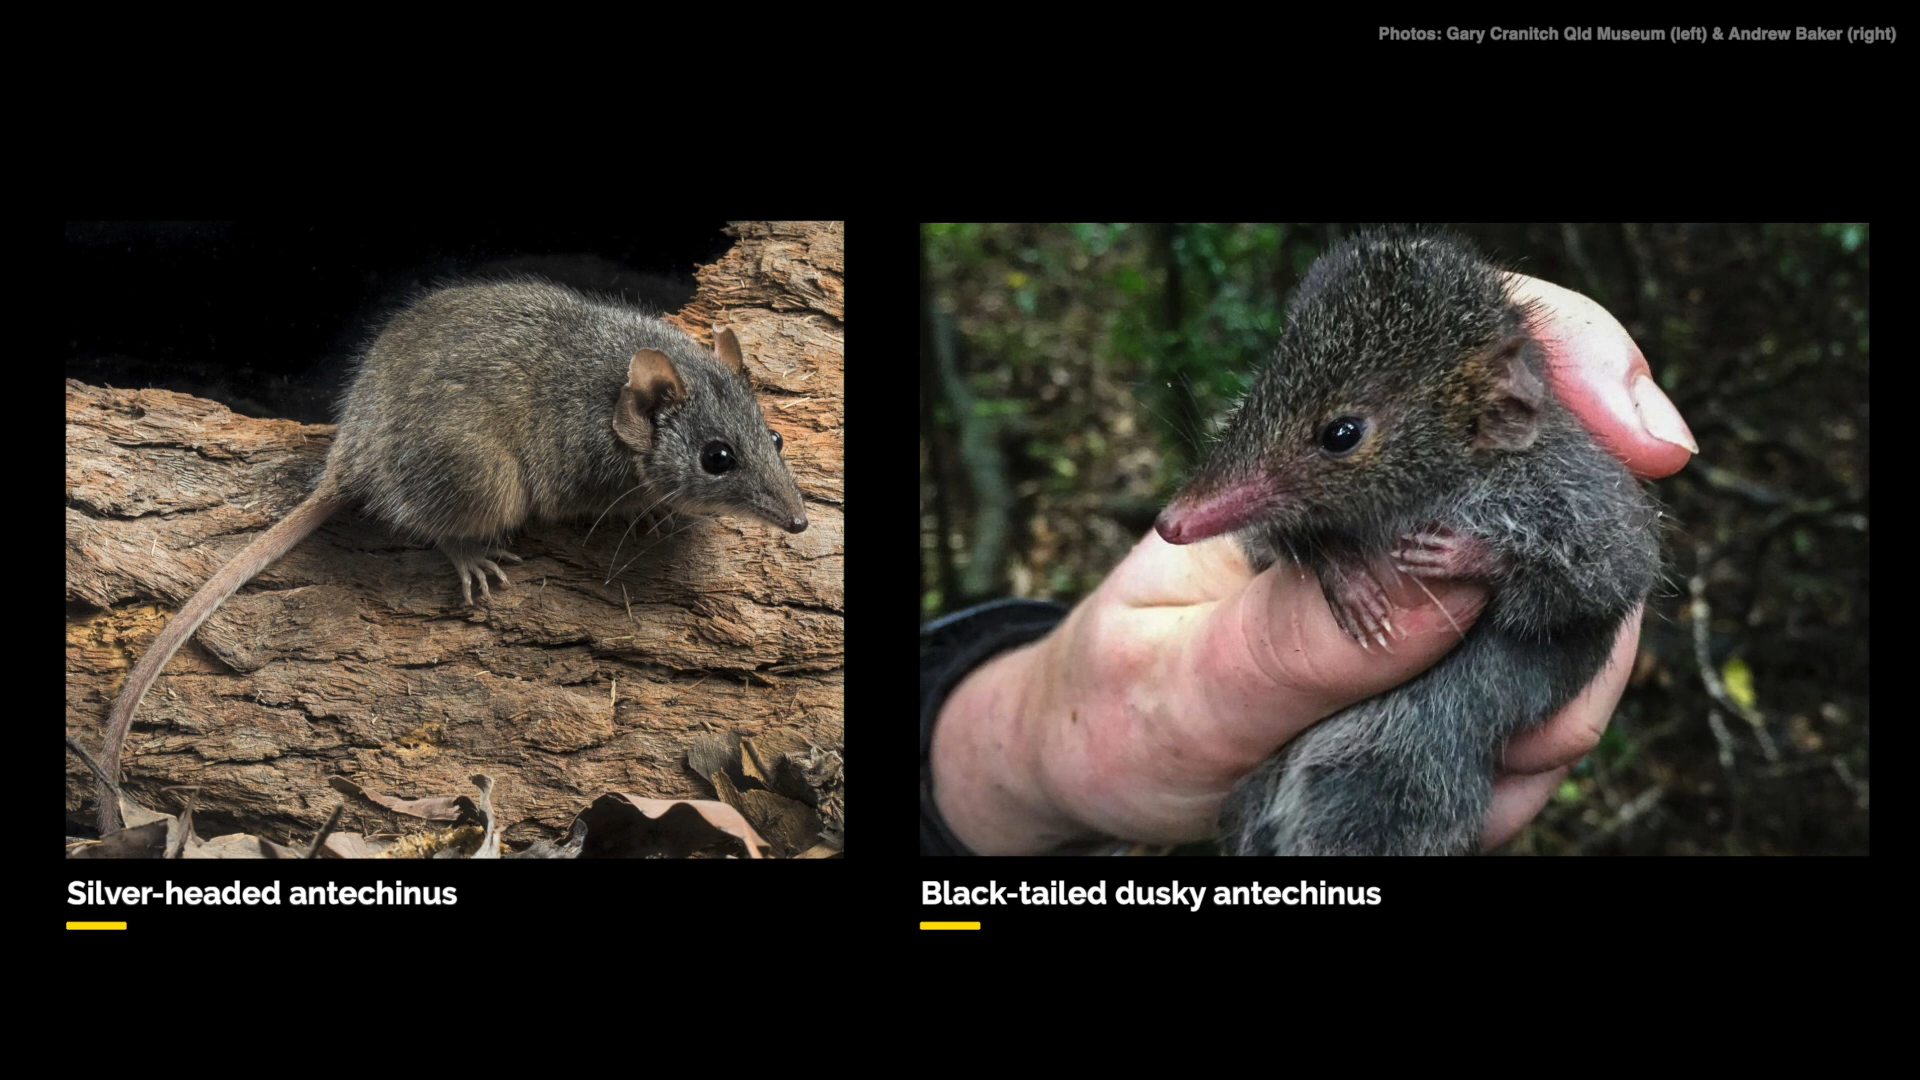 Photos: Gary Cranitch Qld Museum (left) & Andrew Baker (right)
Silver-headed antechinus
Black-tailed dusky antechinus